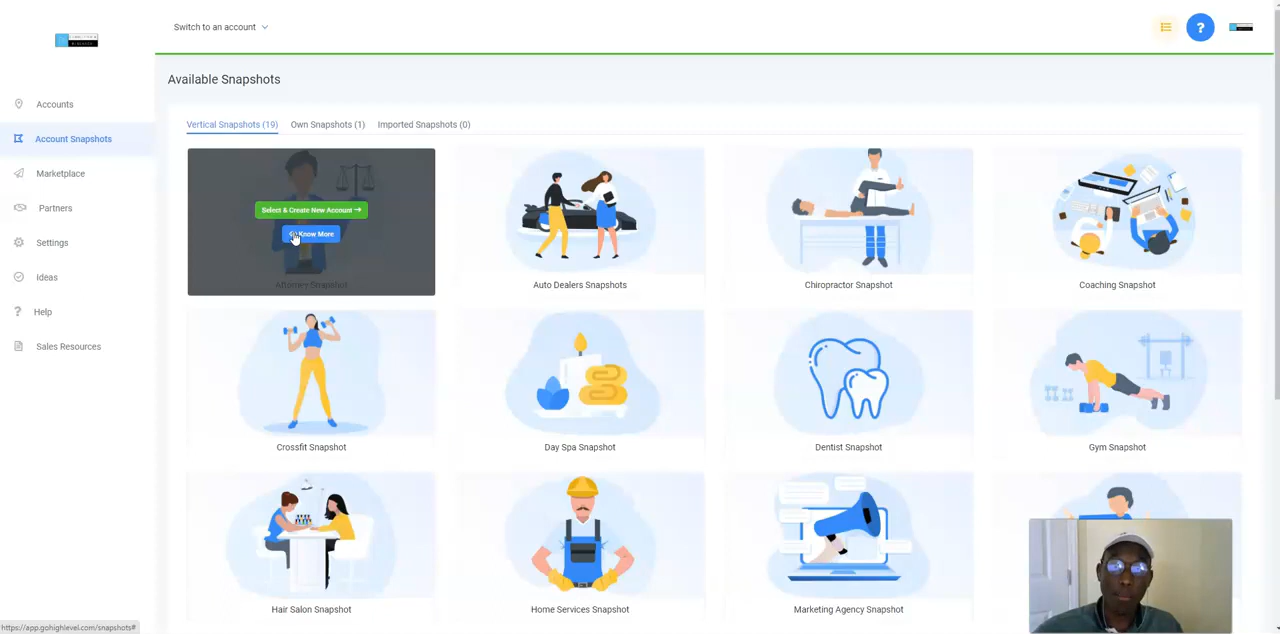 Switch to an account
?
Available Snapshots
Accounts
Account Snapshots
Marketplace
Partners
Settings
Ideas
? Help
Sales Resources
Vertical Snapshots (19) Own Snapshots (1) Imported Snapshots (0)
Select & Create New Account →
Know More
Attorney Snapshot
Auto Dealers Snapshots
Chiropractor Snapshot
Coaching Snapshot
Crossfit Snapshot
Day Spa Snapshot
Dentist Snapshot
Gym Snapshot
Hair Salon Snapshot
Home Services Snapshot
Marketing Agency Snapshot
https://app.gohighlevel.com/snapshots#